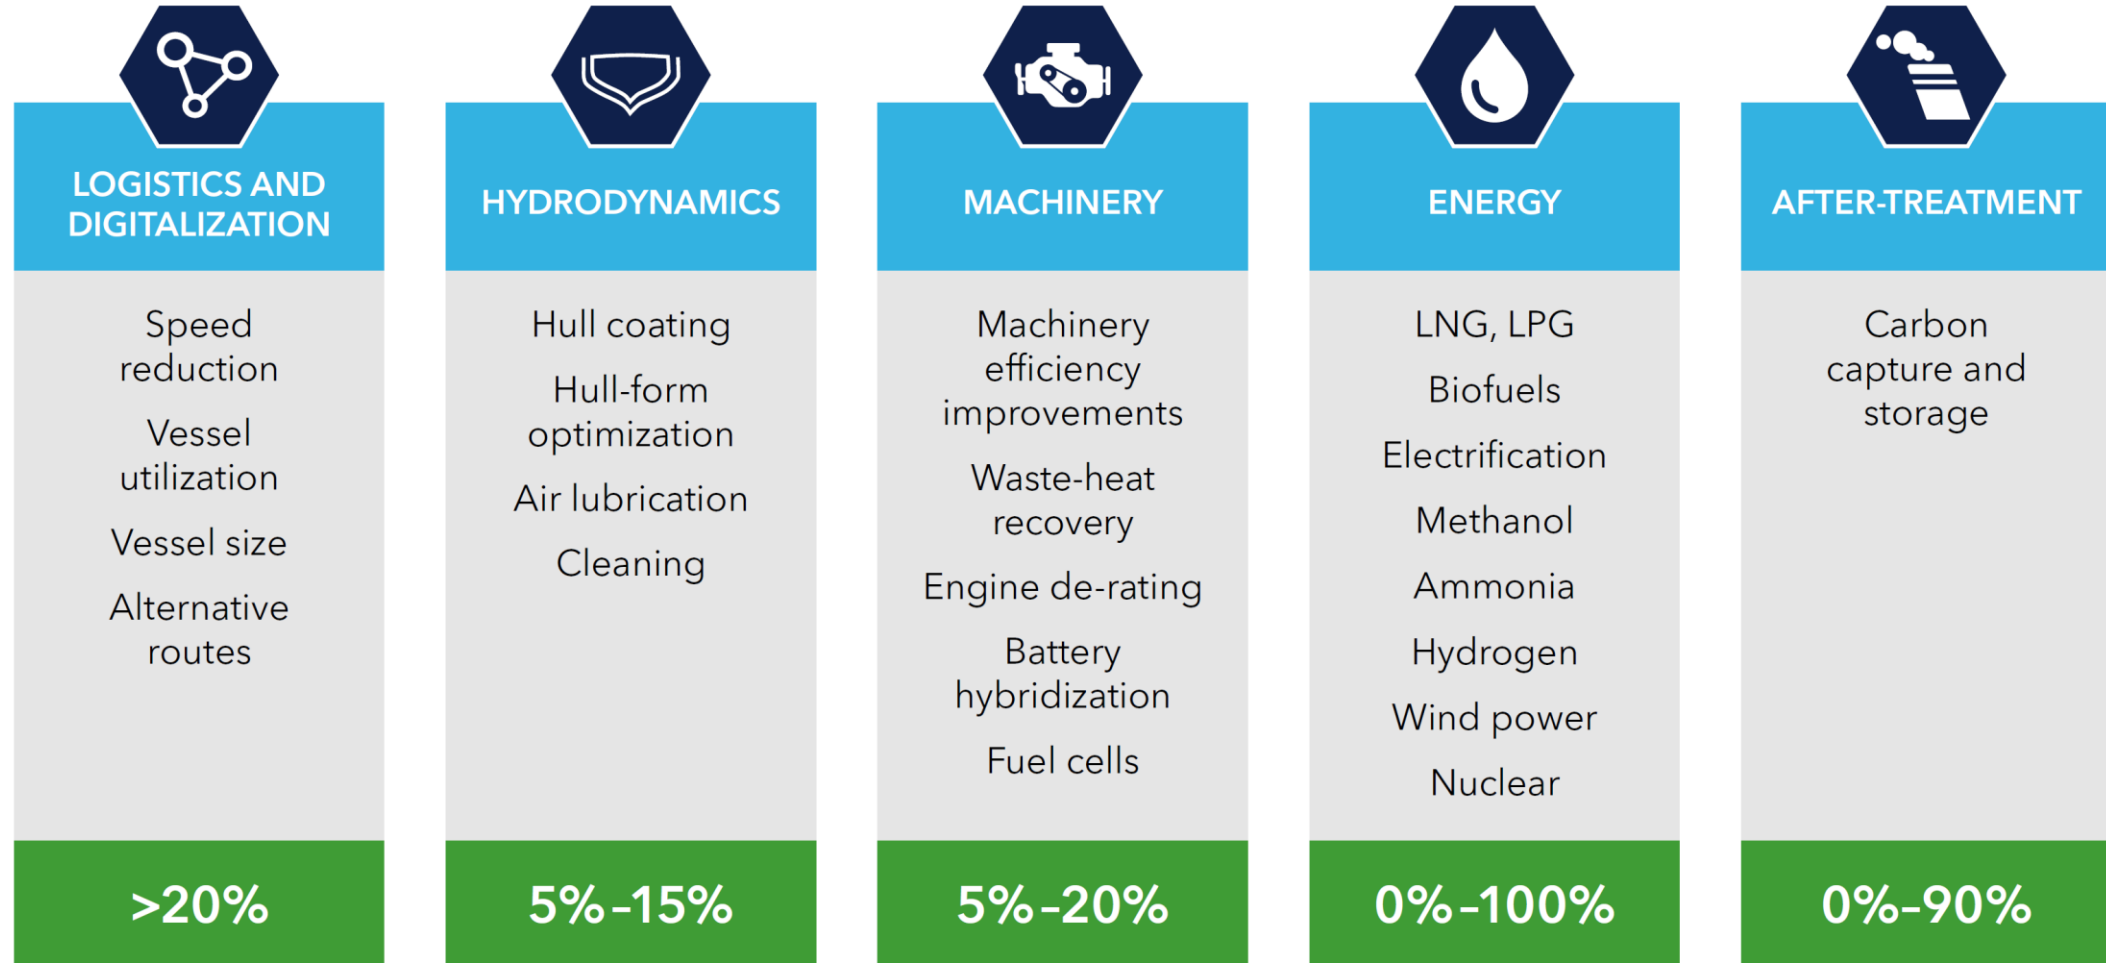 LOGISTICS AND
DIGITALIZATION
Speed
reduction
Vessel
utilization
Vessel size
Alternative
routes
>20%
HYDRODYNAMICS
Hull coating
Hull-form
optimization
Air lubrication
Cleaning
5%–15%
MACHINERY
Machinery
efficiency
improvements
Waste-heat
recovery
Engine de-rating
Battery
hybridization
Fuel cells
5%–20%
ENERGY
LNG, LPG
Biofuels
Electrification
Methanol
Ammonia
Hydrogen
Wind power
Nuclear
0%–100%
AFTER-TREATMENT
Carbon
capture and
storage
0%–90%